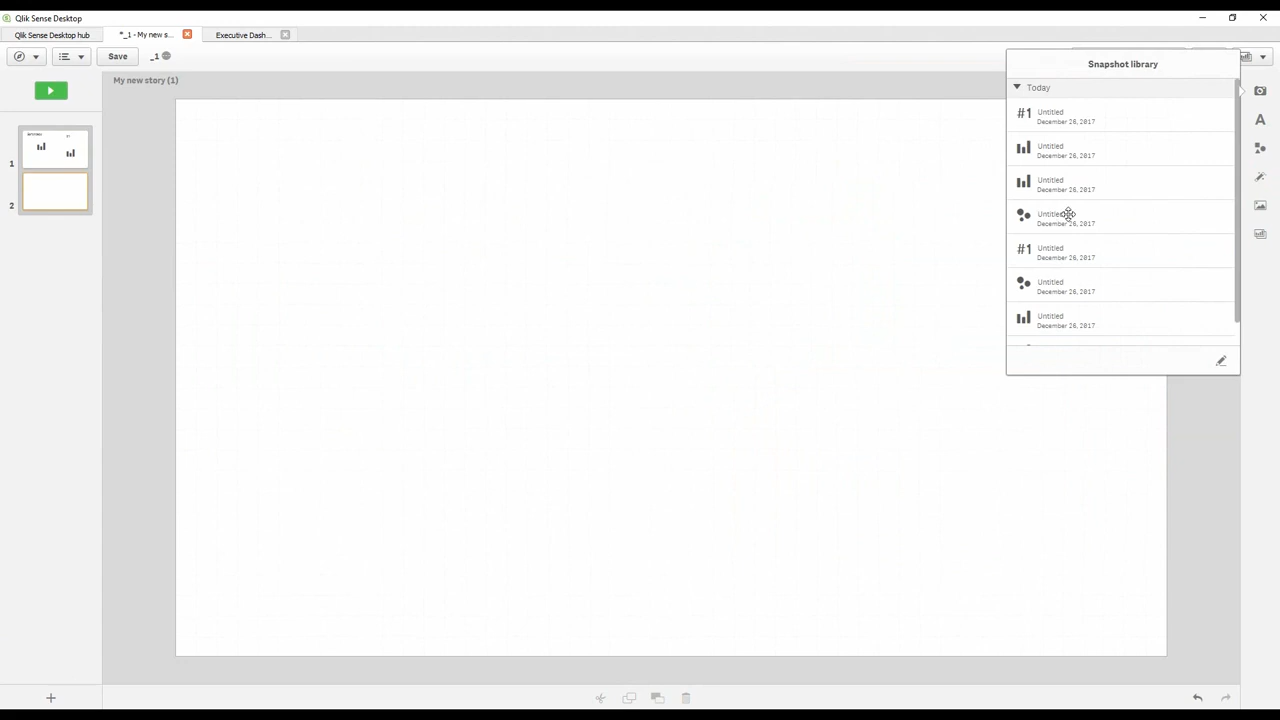 Qlik Sense Desktop
Qlik Sense Desktop hub
*_1 - My new s...
Executive Dash...
Save
_1
My new story (1)
1
2
Snapshot library
Today
#1 Untitled
December 26, 2017
Untitled
December 26, 2017
Untitled
December 26, 2017
Untitled
December 26, 2017
#1 Untitled
December 26, 2017
Untitled
December 26, 2017
Untitled
December 26, 2017
A